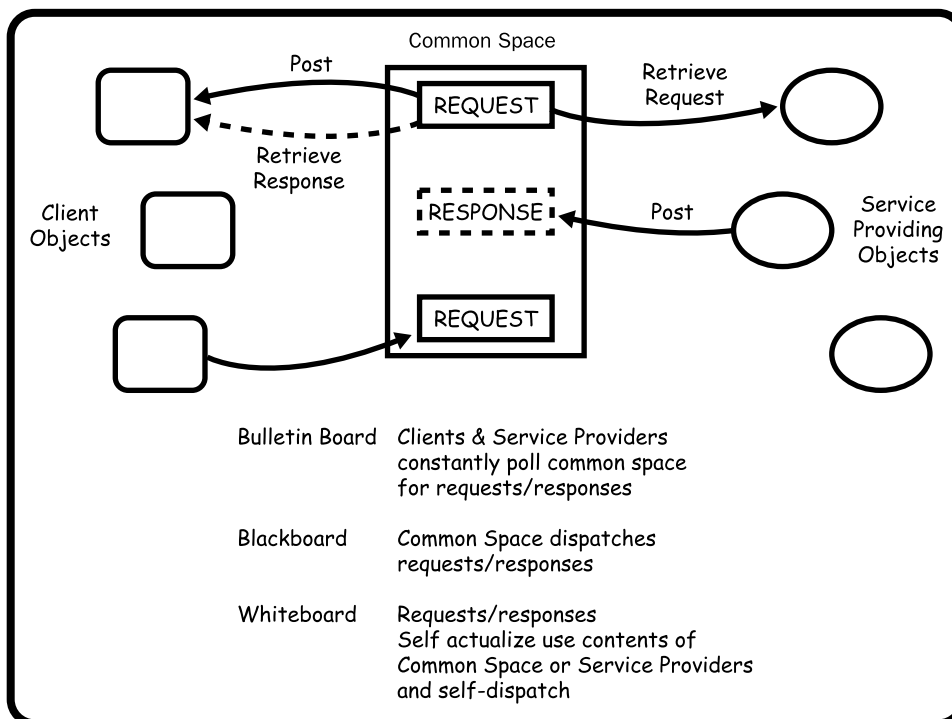 Common Space
Post
REQUEST
Retrieve
Request
Retrieve
Response
Client
Objects
RESPONSE
Post
Service
Providing
Objects
REQUEST
Bulletin Board Clients & Service Providers
constantly poll common space
for requests/responses
Blackboard Common Space dispatches
requests/responses
Whiteboard Requests/responses
Self actualize use contents of
Common Space or Service Providers
and self-dispatch